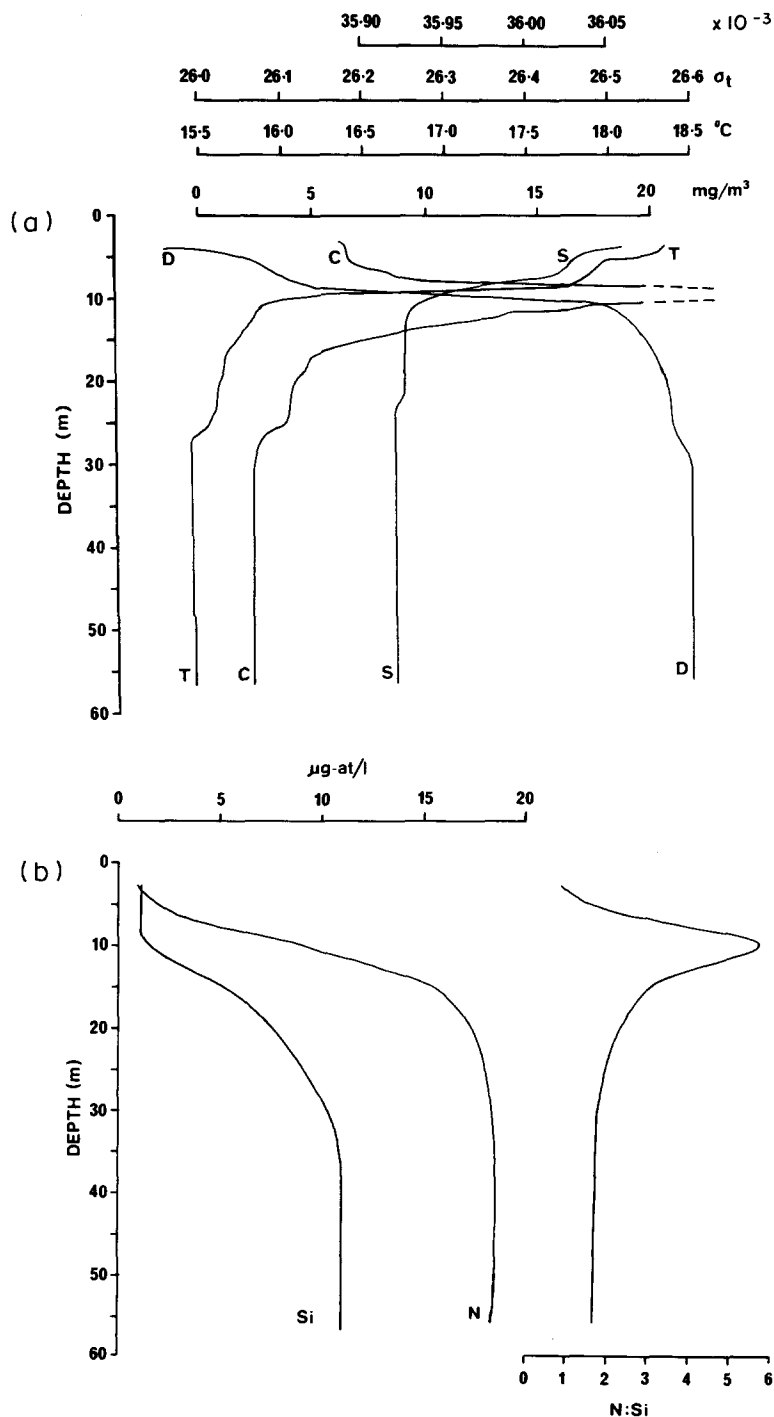 35·90 35·95 36·00 36·05 x 10⁻³
26·0 26·1 26·2 26·3 26·4 26·5 26·6 σt
15·5 16·0 16·5 17·0 17·5 18·0 18·5 °C
0 5 10 15 20 mg/m³
(a)
0
D C S T
10
20
DEPTH (m)
30
40
50
T C S D
60
µg-at/l
0 5 10 15 20
(b)
0
10
20
DEPTH (m)
30
40
50
Si N
60
0 1 2 3 4 5 6
N:Si